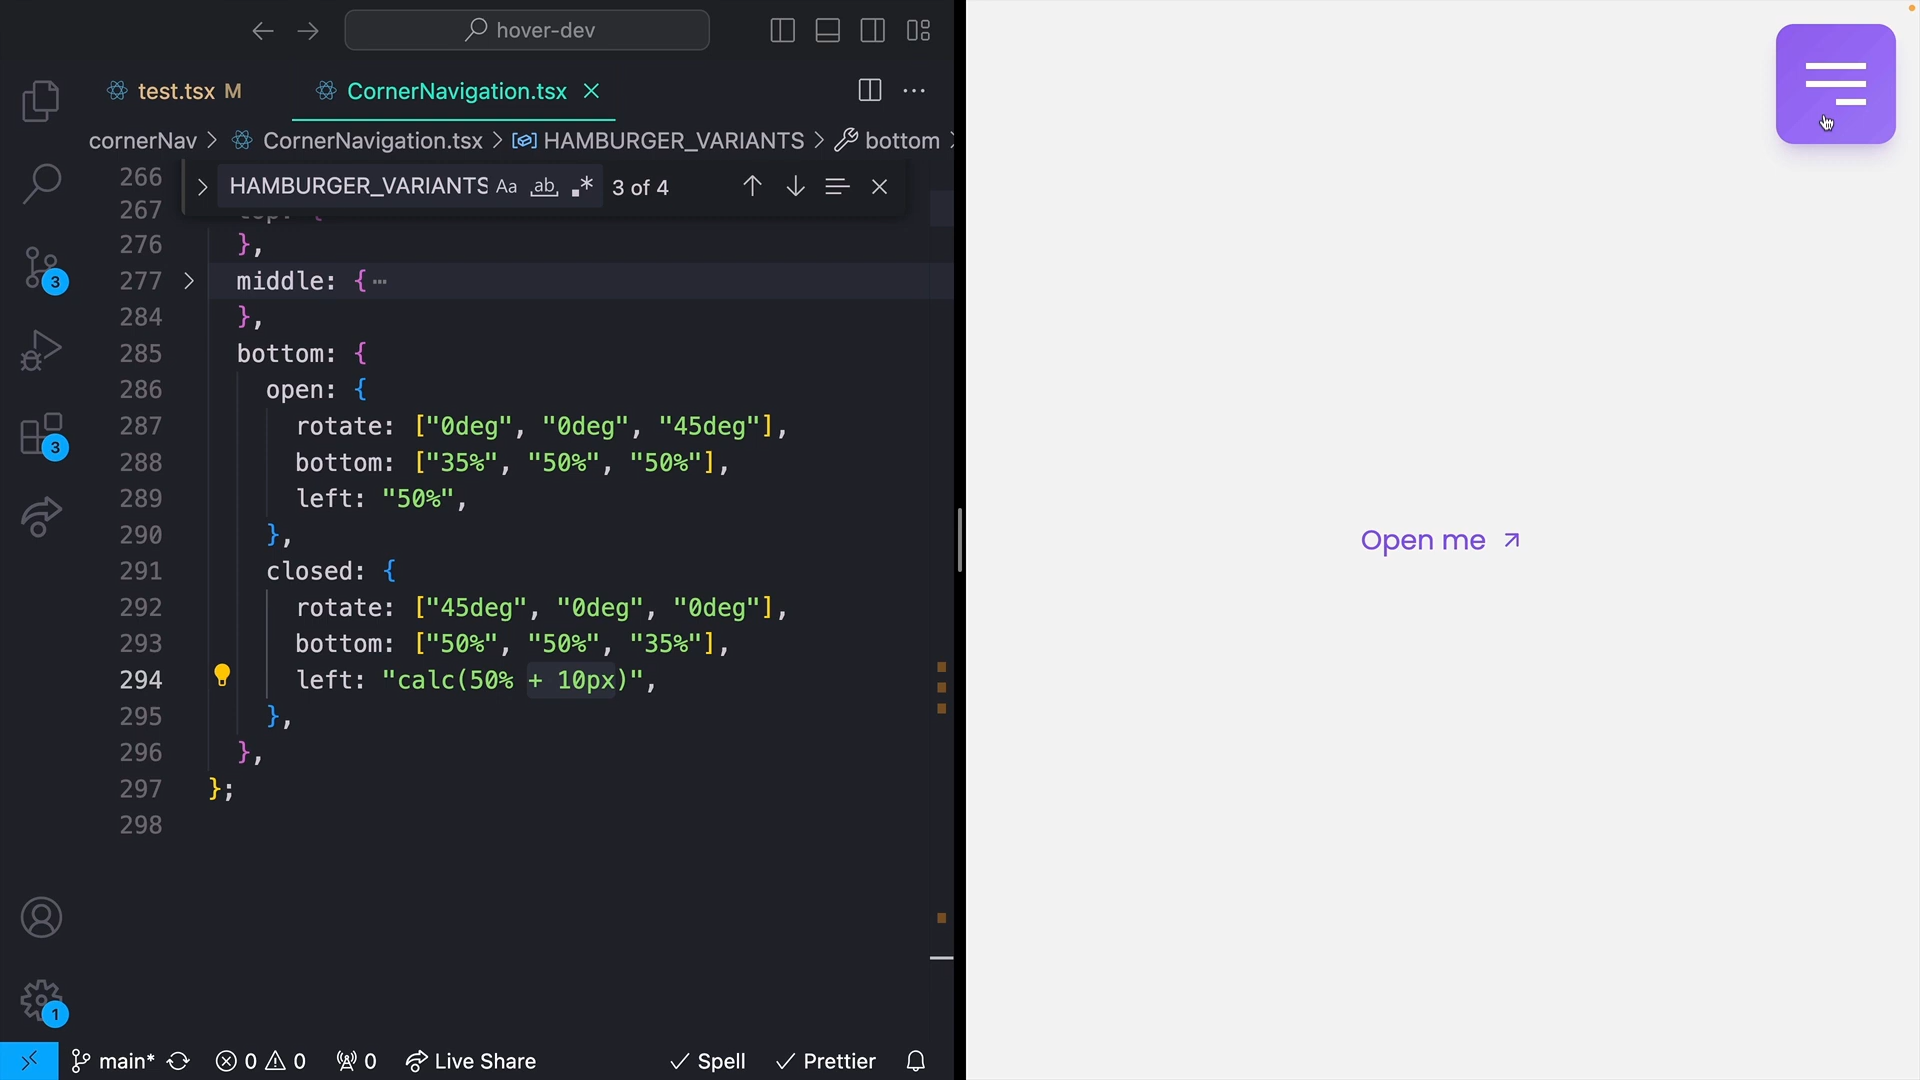 hover-dev
test.tsx M
CornerNavigation.tsx
cornerNav > CornerNavigation.tsx > HAMBURGER_VARIANTS > bottom >
HAMBURGER_VARIANTS Aa ab .* 3 of 4
266
267 top: {
276 },
277 middle: {⋯
284 },
285 bottom: {
286 open: {
287 rotate: ["0deg", "0deg", "45deg"],
288 bottom: ["35%", "50%", "50%"],
289 left: "50%",
290 },
291 closed: {
292 rotate: ["45deg", "0deg", "0deg"],
293 bottom: ["50%", "50%", "35%"],
294 left: "calc(50% + 10px)",
295 },
296 },
297 };
298
3
3
1
main* 0 0 0 Live Share Spell Prettier
Open me